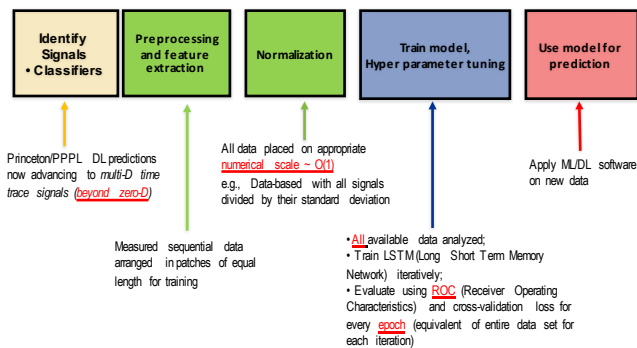 Identify
Signals
• Classifiers
Preprocessing
and feature
extraction
Normalization
Train model,
Hyper parameter tuning
Use model for
prediction
Princeton/PPPL DL predictions
now advancing to multi-D time
trace signals (beyond zero-D)
All data placed on appropriate
numerical scale ~ O(1)
e.g., Data-based with all signals
divided by their standard deviation
Apply ML/DL software
on new data
Measured sequential data
arranged in patches of equal
length for training
• All available data analyzed;
• Train LSTM (Long Short Term Memory
Network) iteratively;
• Evaluate using ROC (Receiver Operating
Characteristics) and cross-validation loss for
every epoch (equivalent of entire data set for
each iteration)